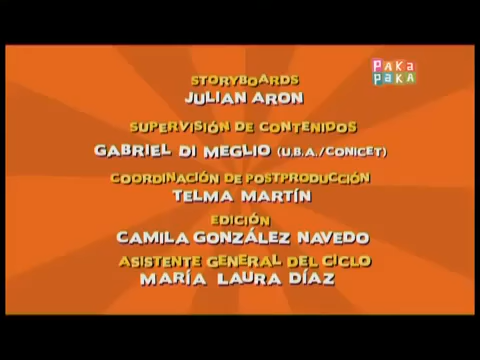 PAKA
PAKA
STORYBOARDS
JULIAN ARON
SUPERVISIÓN DE CONTENIDOS
GABRIEL DI MEGLIO (U.B.A./CONICET)
COORDINACIÓN DE POSTPRODUCCIÓN
TELMA MARTÍN
EDICIÓN
CAMILA GONZÁLEZ NAVEDO
ASISTENTE GENERAL DEL CICLO
MARÍA LAURA DÍAZ